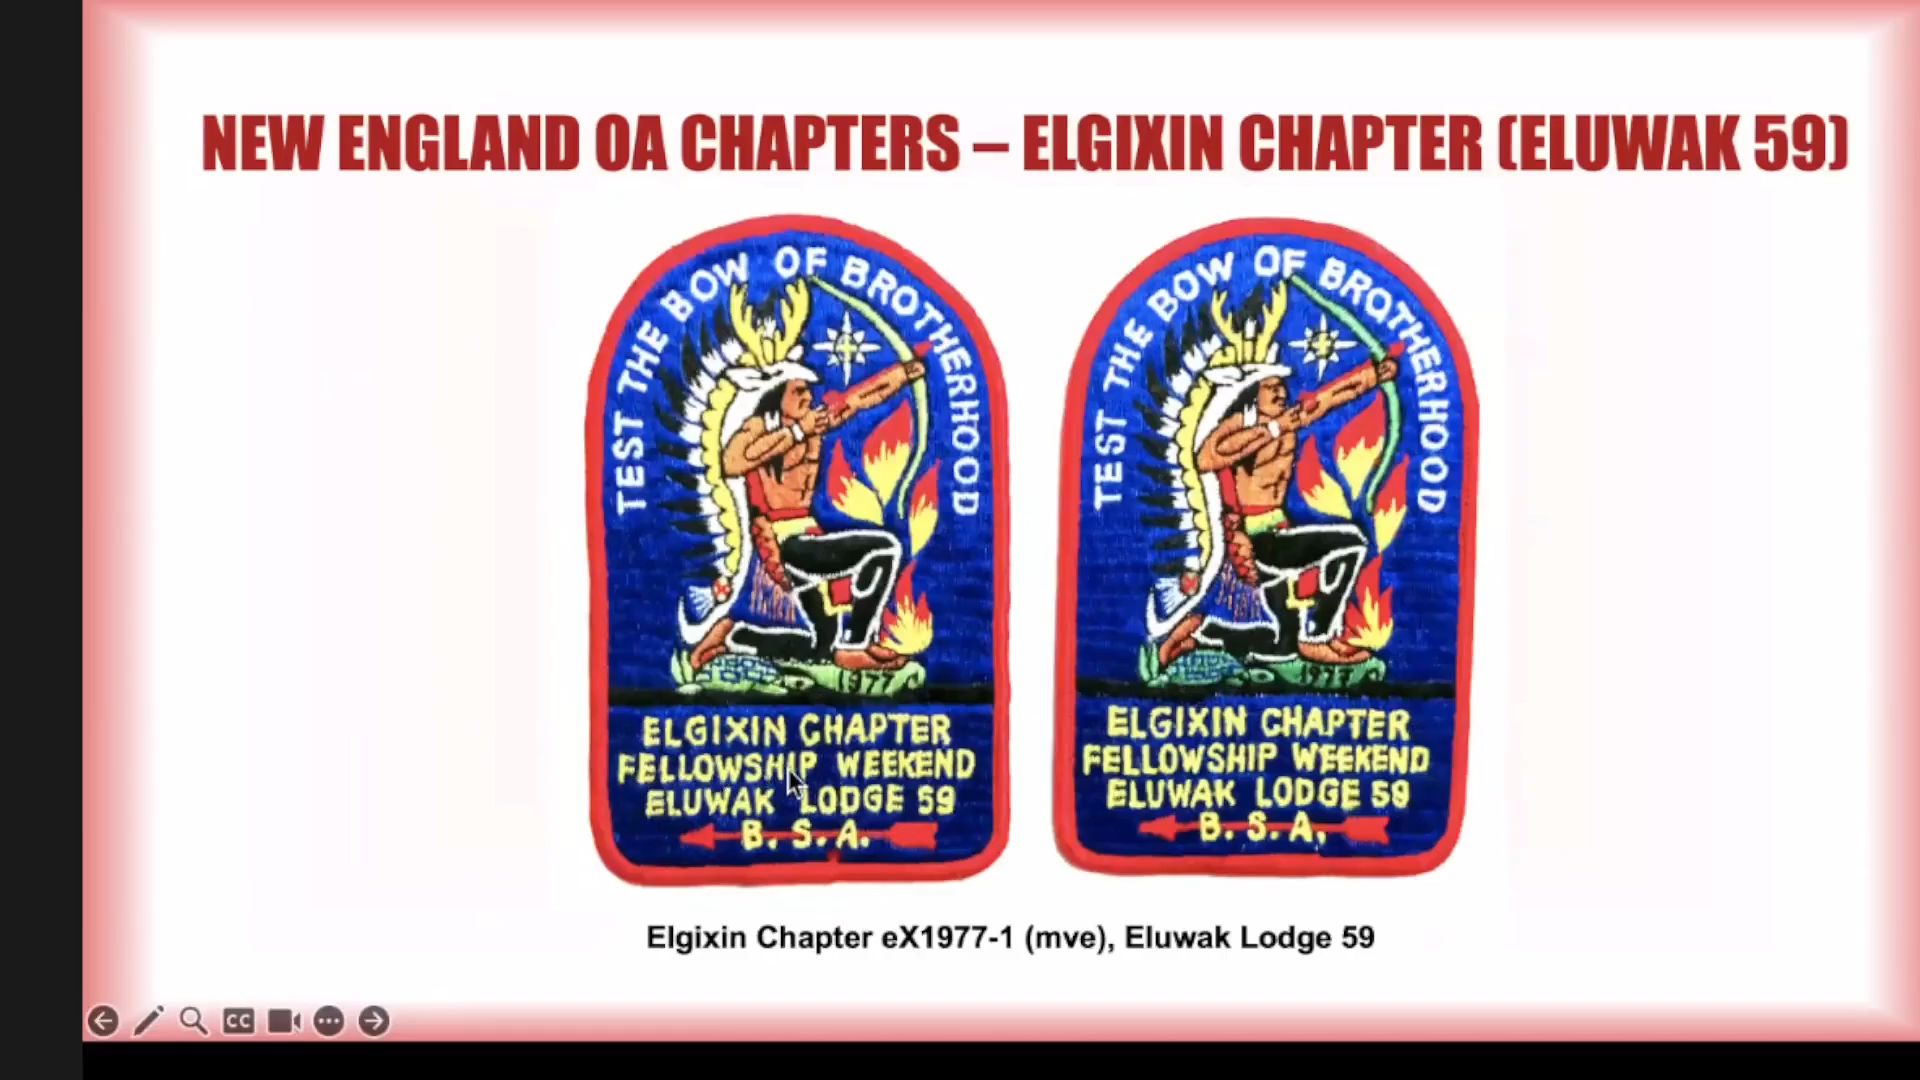 NEW ENGLAND OA CHAPTERS – ELGIXIN CHAPTER (ELUWAK 59)
TEST THE BOW OF BROTHERHOOD
1977
ELGIXIN CHAPTER
FELLOWSHIP WEEKEND
ELUWAK LODGE 59
B. S. A.
TEST THE BOW OF BROTHERHOOD
1977
ELGIXIN CHAPTER
FELLOWSHIP WEEKEND
ELUWAK LODGE 59
B. S. A,
Elgixin Chapter eX1977-1 (mve), Eluwak Lodge 59
CC